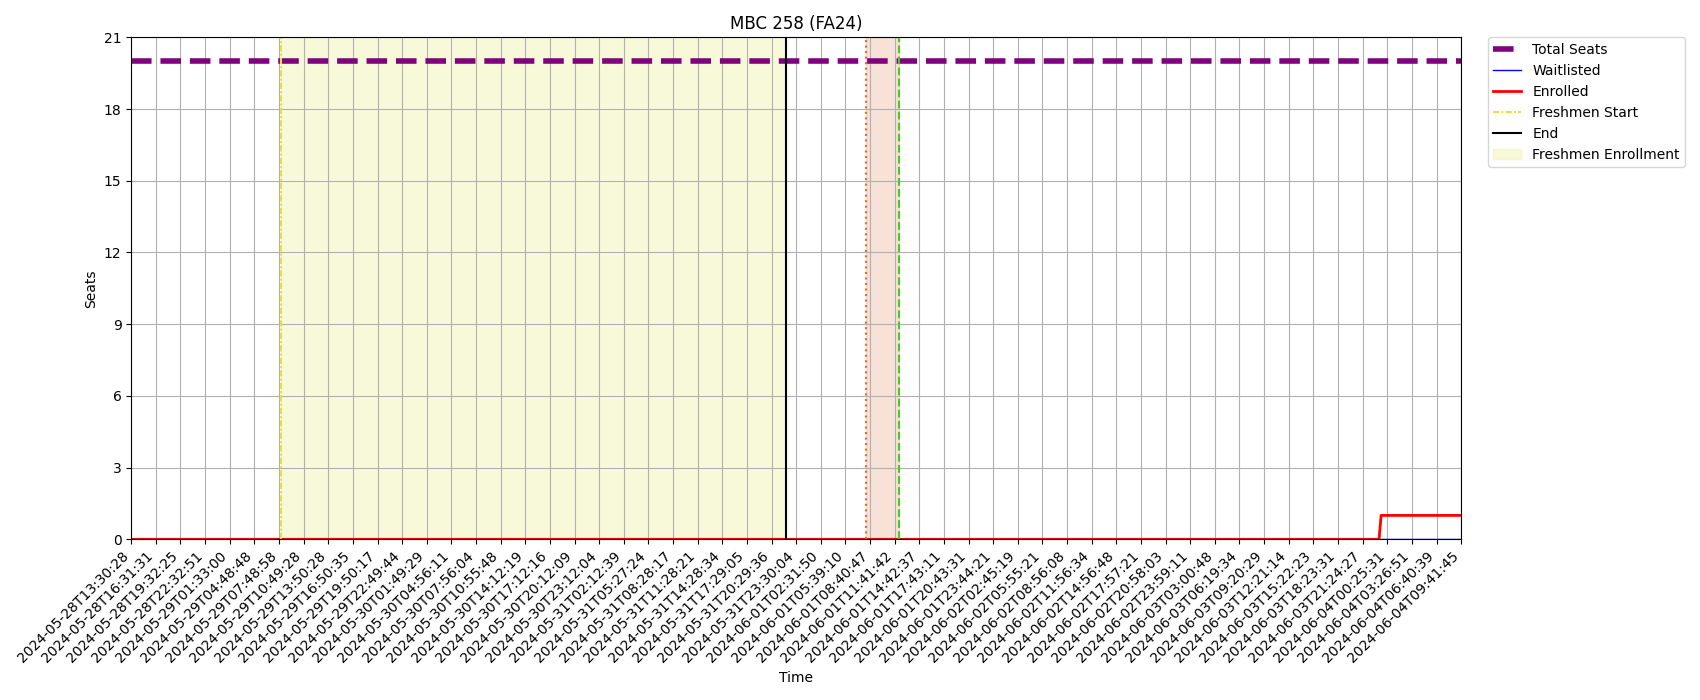 MBC 258 (FA24)
Total Seats
Waitlisted
Enrolled
Freshmen Start
End
Freshmen Enrollment
Seats
21
18
15
12
9
6
3
0
2024-05-28T13:30:28
2024-05-28T16:31:31
2024-05-28T19:32:25
2024-05-28T22:32:51
2024-05-29T01:33:00
2024-05-29T04:48:48
2024-05-29T07:48:58
2024-05-29T10:49:28
2024-05-29T13:50:28
2024-05-29T16:50:35
2024-05-29T19:50:17
2024-05-29T22:49:44
2024-05-30T01:49:29
2024-05-30T04:56:11
2024-05-30T07:56:04
2024-05-30T10:55:48
2024-05-30T14:12:19
2024-05-30T17:12:16
2024-05-30T20:12:09
2024-05-30T23:12:04
2024-05-31T02:12:39
2024-05-31T05:27:24
2024-05-31T08:28:17
2024-05-31T11:28:21
2024-05-31T14:28:34
2024-05-31T17:29:05
2024-05-31T20:29:36
2024-05-31T23:30:04
2024-06-01T02:31:50
2024-06-01T05:39:10
2024-06-01T08:40:47
2024-06-01T11:41:42
2024-06-01T14:42:37
2024-06-01T17:43:11
2024-06-01T20:43:31
2024-06-01T23:44:21
2024-06-02T02:45:19
2024-06-02T05:55:21
2024-06-02T08:56:08
2024-06-02T11:56:34
2024-06-02T14:56:48
2024-06-02T17:57:21
2024-06-02T20:58:03
2024-06-02T23:59:11
2024-06-03T03:00:48
2024-06-03T06:19:34
2024-06-03T09:20:29
2024-06-03T12:21:14
2024-06-03T15:22:23
2024-06-03T18:23:31
2024-06-03T21:24:27
2024-06-04T00:25:31
2024-06-04T03:26:51
2024-06-04T06:40:39
2024-06-04T09:41:45
Time